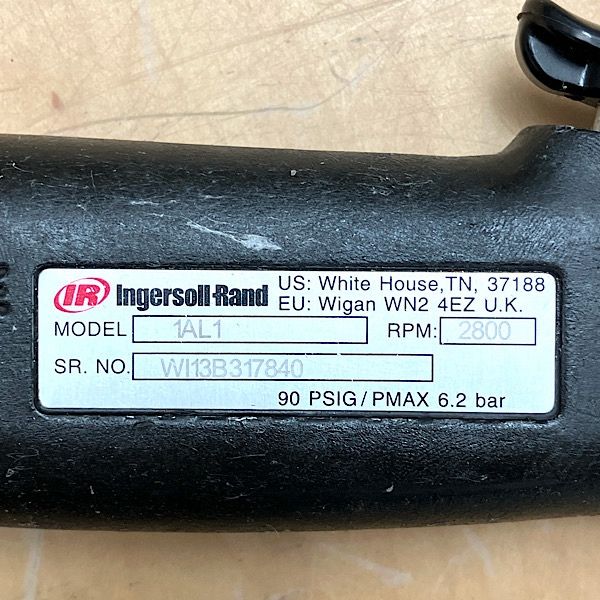 IR Ingersoll-Rand
US: White House,TN, 37188
EU: Wigan WN2 4EZ U.K.
MODEL 1AL1 RPM: 2800
SR. NO. WI13B317840
90 PSIG/PMAX 6.2 bar